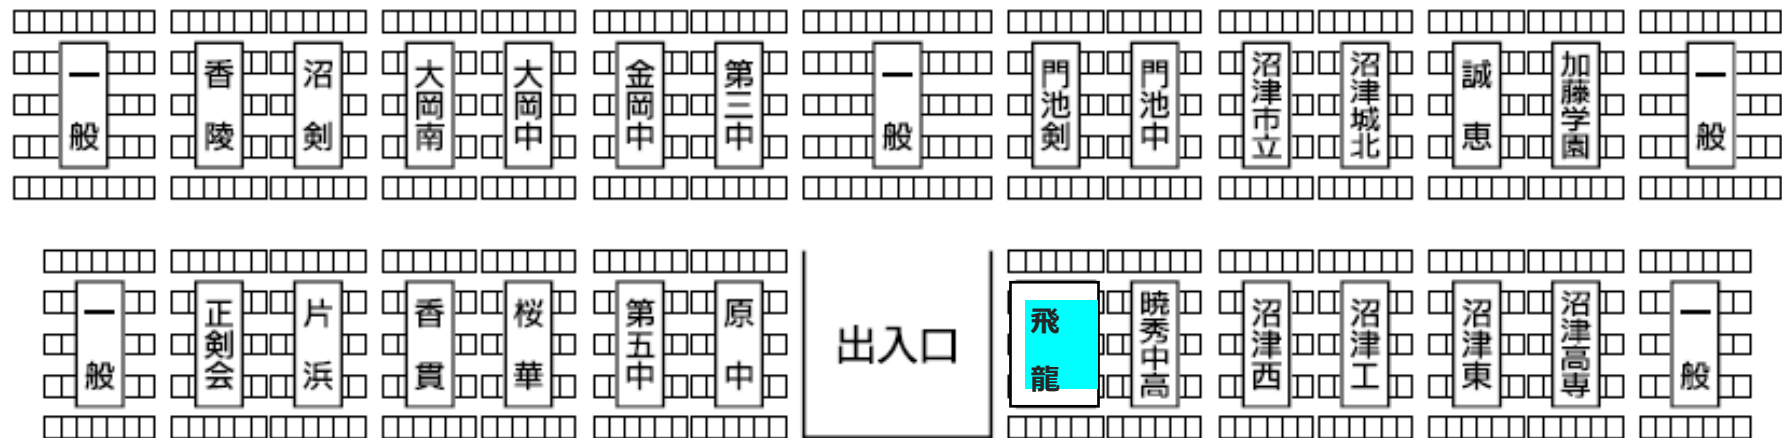 一般
香陵
沼剣
大岡南
大岡中
金岡中
第三中
一般
門池剣
門池中
沼津市立
沼津城北
誠恵
加藤学園
一般
一般
正剣会
片浜
香貫
桜華
第五中
原中
出入口
飛龍
暁秀中高
沼津西
沼津工
沼津東
沼津高専
一般